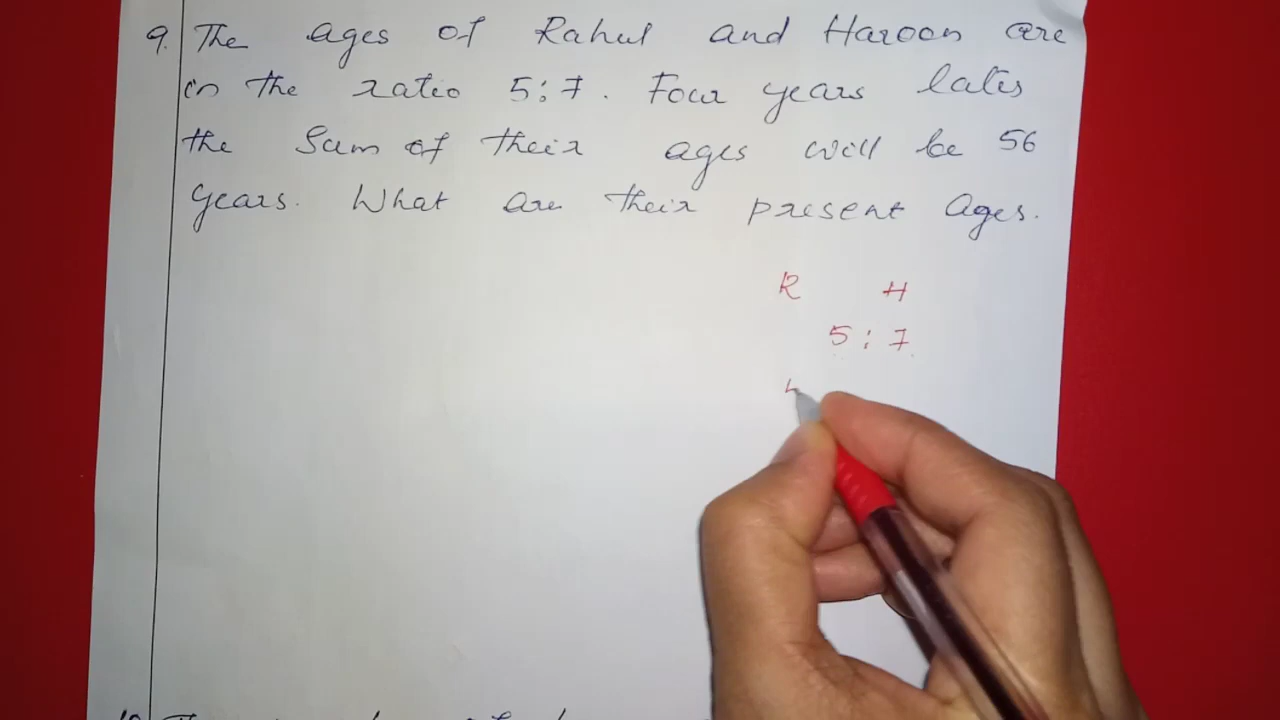 9. The ages of Rahul and Haroon are
in the ratio 5:7. Four years later
the Sum of their ages will be 56
years. What are their present ages.
R H
5 : 7